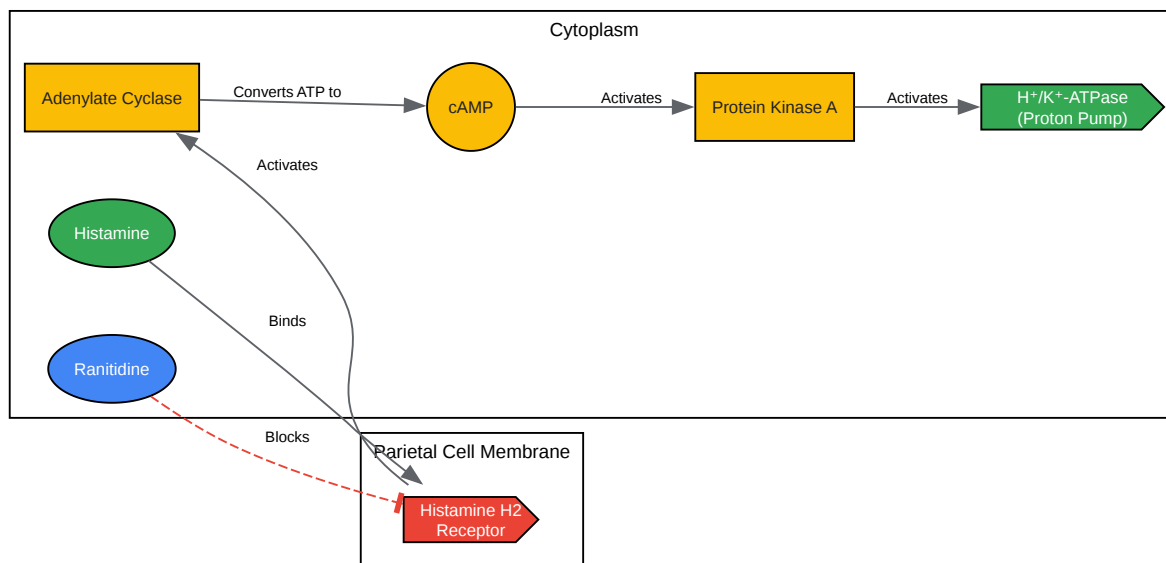 Cytoplasm
Adenylate Cyclase
Converts ATP to
cAMP
Activates
Protein Kinase A
Activates
H⁺/K⁺-ATPase
(Proton Pump)
Activates
Histamine
Binds
Ranitidine
Blocks
Parietal Cell Membrane
Histamine H2
Receptor